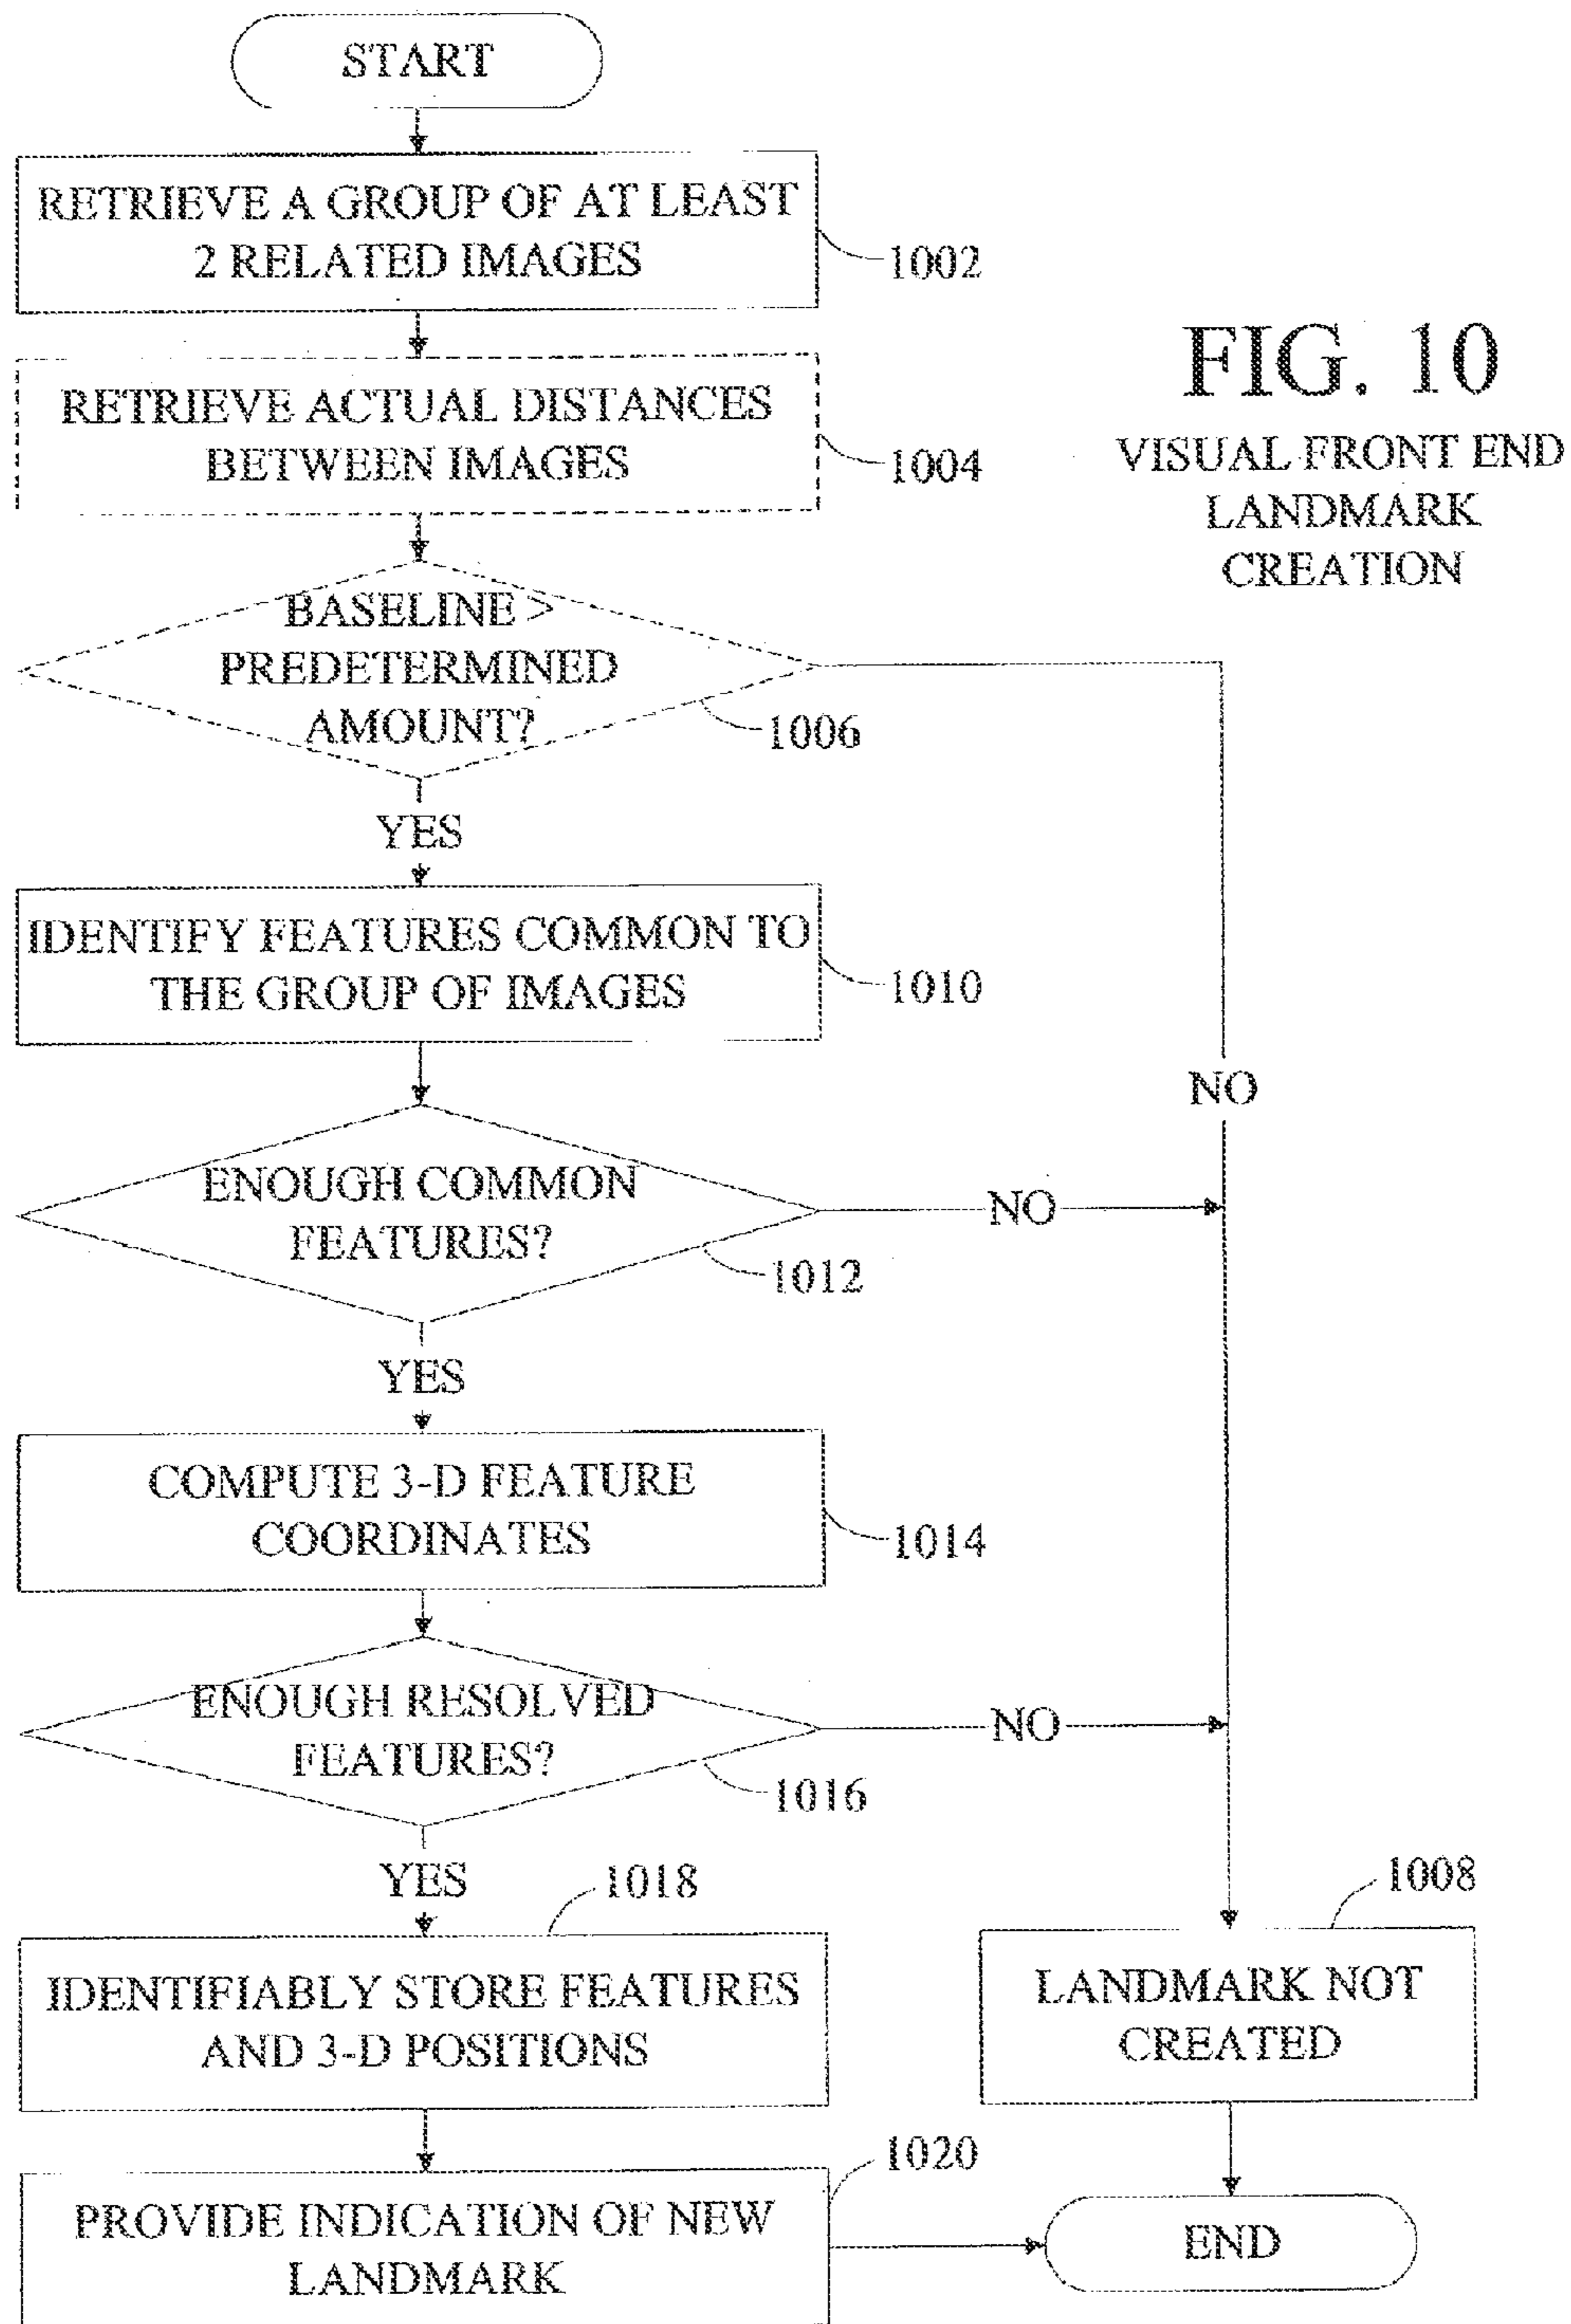 START
RETRIEVE A GROUP OF AT LEAST
2 RELATED IMAGES
1002
RETRIEVE ACTUAL DISTANCES
BETWEEN IMAGES
1004
FIG. 10
VISUAL FRONT END
LANDMARK
CREATION
BASELINE >
PREDETERMINED
AMOUNT?
1006
YES
IDENTIFY FEATURES COMMON TO
THE GROUP OF IMAGES
1010
NO
ENOUGH COMMON
FEATURES?
1012
NO
YES
COMPUTE 3-D FEATURE
COORDINATES
1014
ENOUGH RESOLVED
FEATURES?
1016
NO
YES
1018
IDENTIFIABLY STORE FEATURES
AND 3-D POSITIONS
1008
LANDMARK NOT
CREATED
1020
PROVIDE INDICATION OF NEW
LANDMARK
END